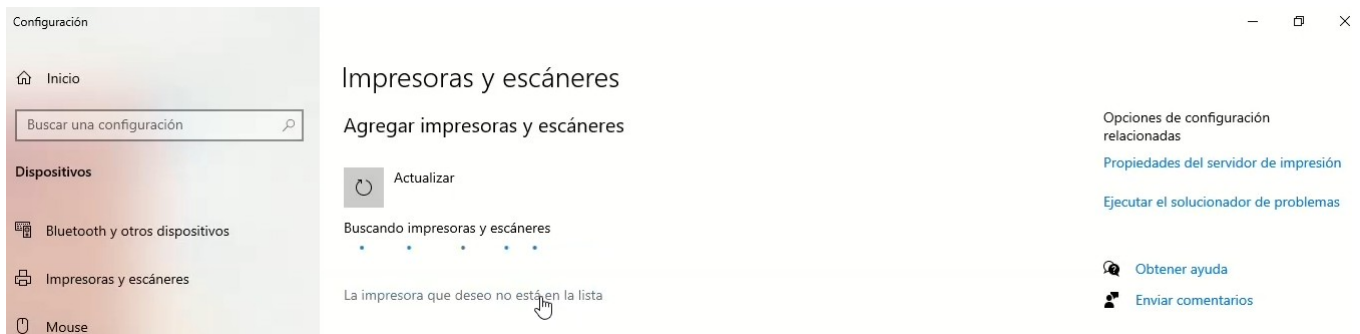 Configuración
Inicio
Buscar una configuración
Dispositivos
Bluetooth y otros dispositivos
Impresoras y escáneres
Mouse
Impresoras y escáneres
Agregar impresoras y escáneres
Actualizar
Buscando impresoras y escáneres
La impresora que deseo no está en la lista
Opciones de configuración
relacionadas
Propiedades del servidor de impresión
Ejecutar el solucionador de problemas
Obtener ayuda
Enviar comentarios